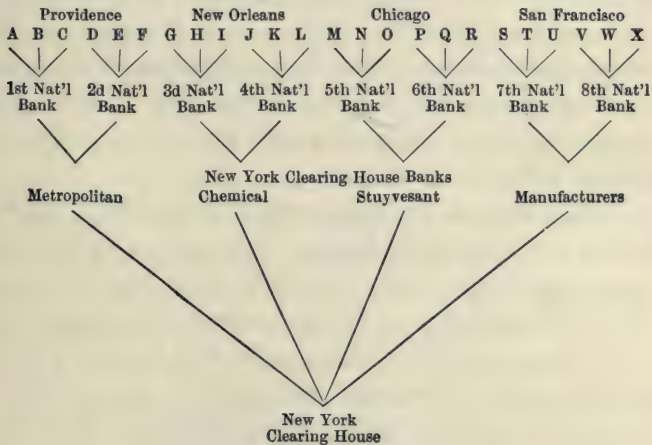 Providence New Orleans Chicago San Francisco
A B C D E F G H I J K L M N O P Q R S T U V W X
1st Nat'l 2d Nat'l 3d Nat'l 4th Nat'l 5th Nat'l 6th Nat'l 7th Nat'l 8th Nat'l
Bank Bank Bank Bank Bank Bank Bank Bank
New York Clearing House Banks
Metropolitan Chemical Stuyvesant Manufacturers
New York
Clearing House